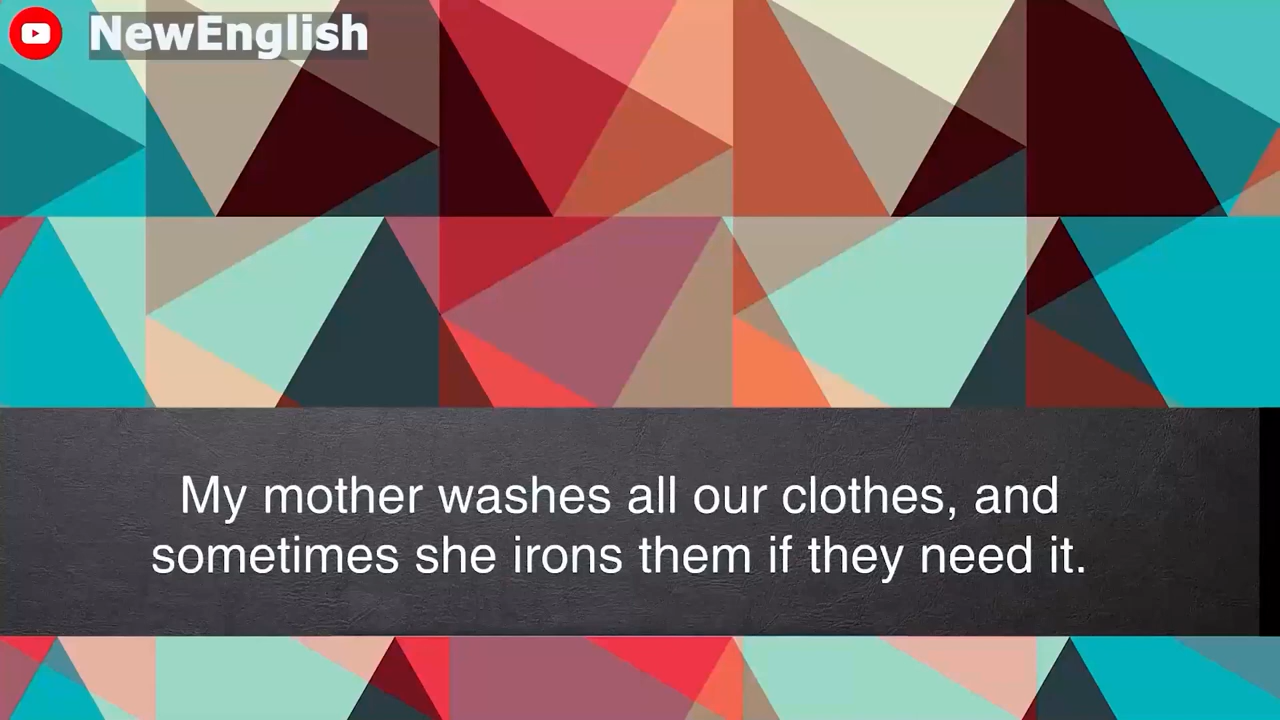 NewEnglish
My mother washes all our clothes, and
sometimes she irons them if they need it.